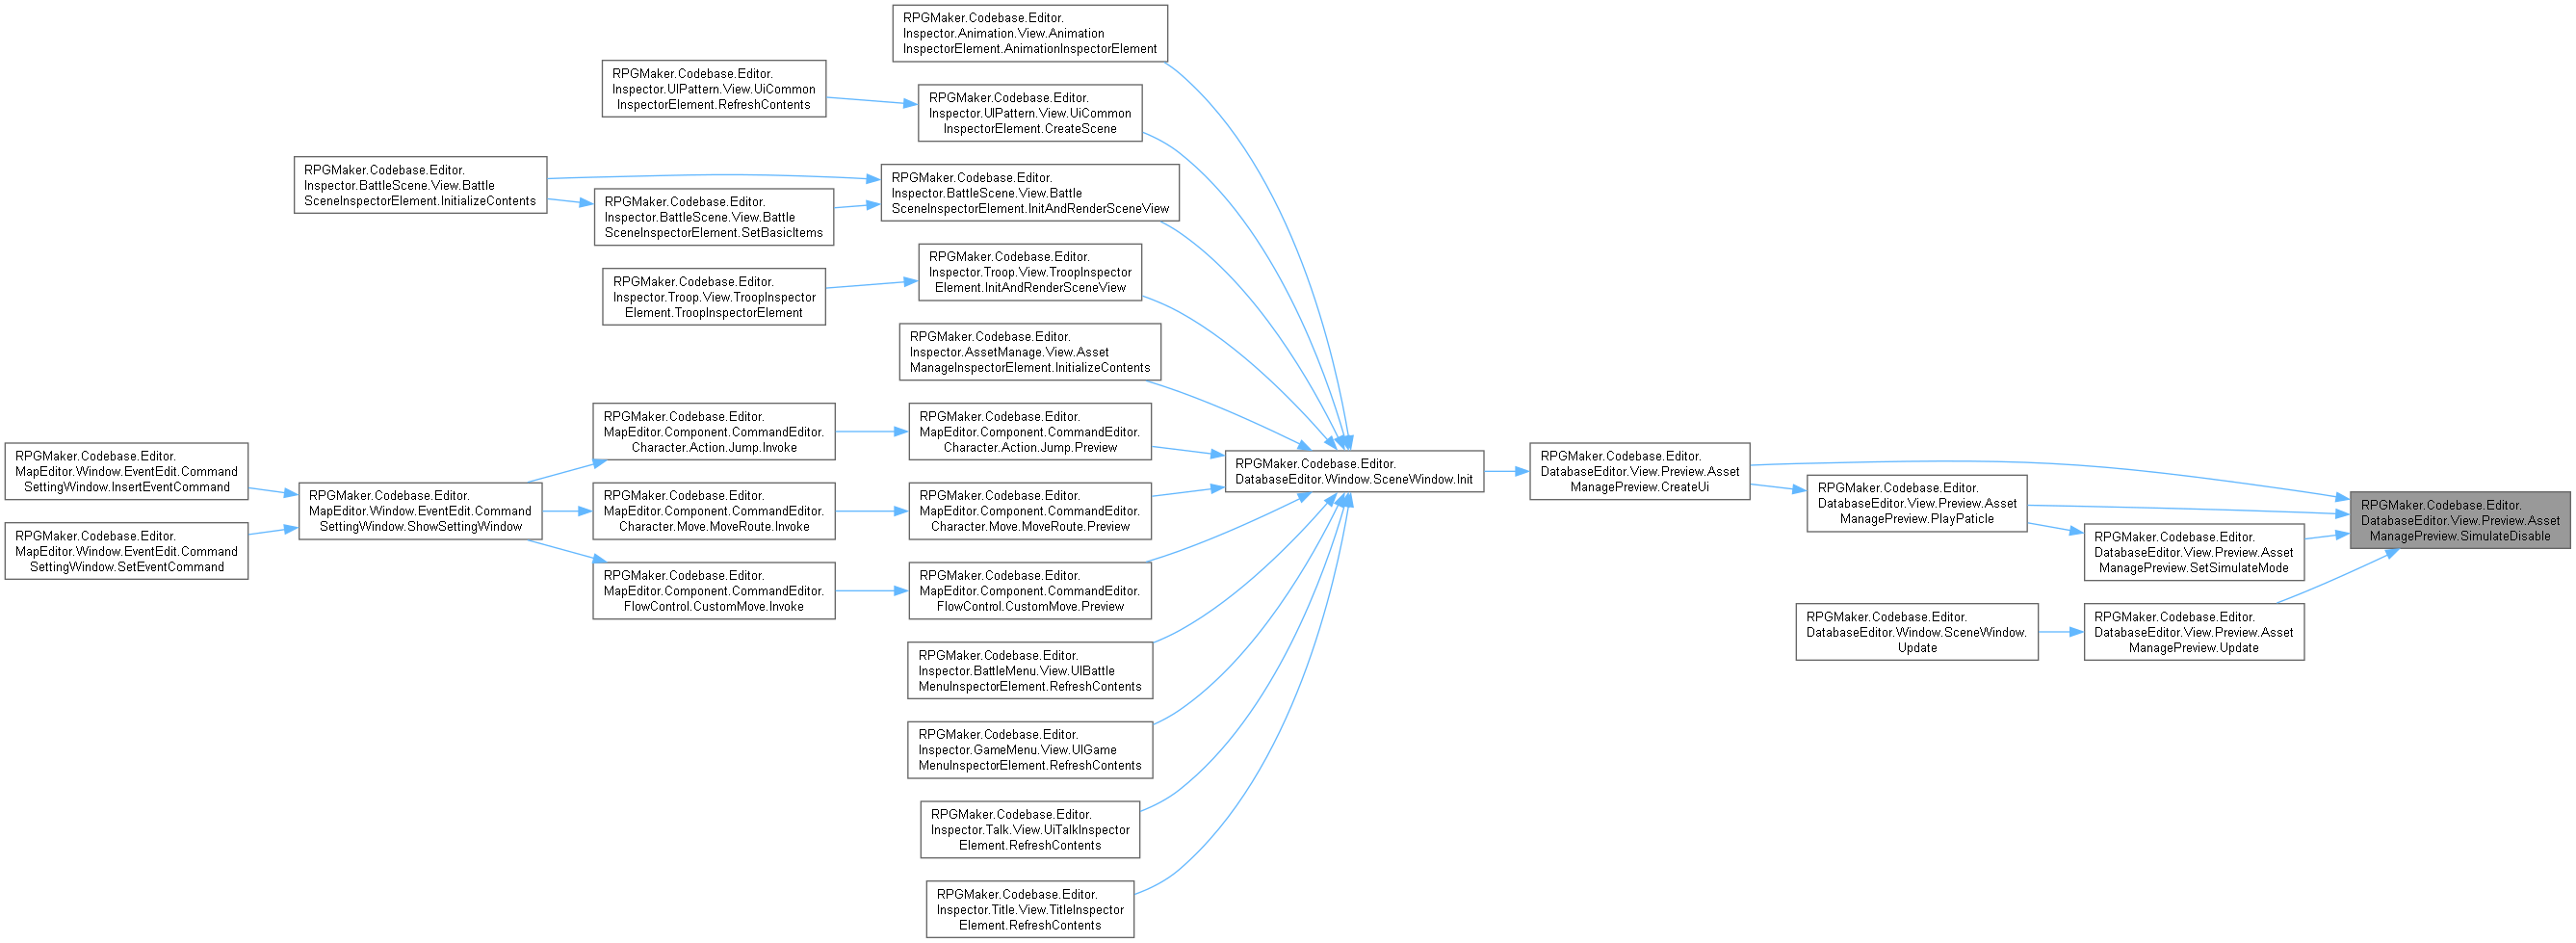 RPGMaker.Codebase.Editor.
Inspector.Animation.View.Animation
InspectorElement.AnimationInspectorElement
RPGMaker.Codebase.Editor.
Inspector.UIPattern.View.UiCommon
InspectorElement.RefreshContents
RPGMaker.Codebase.Editor.
Inspector.UIPattern.View.UiCommon
InspectorElement.CreateScene
RPGMaker.Codebase.Editor.
Inspector.BattleScene.View.Battle
SceneInspectorElement.InitializeContents
RPGMaker.Codebase.Editor.
Inspector.BattleScene.View.Battle
SceneInspectorElement.SetBasicItems
RPGMaker.Codebase.Editor.
Inspector.BattleScene.View.Battle
SceneInspectorElement.InitAndRenderSceneView
RPGMaker.Codebase.Editor.
Inspector.Troop.View.TroopInspector
Element.TroopInspectorElement
RPGMaker.Codebase.Editor.
Inspector.Troop.View.TroopInspector
Element.InitAndRenderSceneView
RPGMaker.Codebase.Editor.
Inspector.AssetManage.View.Asset
ManageInspectorElement.InitializeContents
RPGMaker.Codebase.Editor.
MapEditor.Window.EventEdit.Command
SettingWindow.InsertEventCommand
RPGMaker.Codebase.Editor.
MapEditor.Window.EventEdit.Command
SettingWindow.SetEventCommand
RPGMaker.Codebase.Editor.
MapEditor.Window.EventEdit.Command
SettingWindow.ShowSettingWindow
RPGMaker.Codebase.Editor.
MapEditor.Component.CommandEditor.
Character.Action.Jump.Invoke
RPGMaker.Codebase.Editor.
MapEditor.Component.CommandEditor.
Character.Action.Jump.Preview
RPGMaker.Codebase.Editor.
MapEditor.Component.CommandEditor.
Character.Move.MoveRoute.Invoke
RPGMaker.Codebase.Editor.
MapEditor.Component.CommandEditor.
Character.Move.MoveRoute.Preview
RPGMaker.Codebase.Editor.
MapEditor.Component.CommandEditor.
FlowControl.CustomMove.Invoke
RPGMaker.Codebase.Editor.
MapEditor.Component.CommandEditor.
FlowControl.CustomMove.Preview
RPGMaker.Codebase.Editor.
Inspector.BattleMenu.View.UIBattle
MenuInspectorElement.RefreshContents
RPGMaker.Codebase.Editor.
Inspector.GameMenu.View.UIGame
MenuInspectorElement.RefreshContents
RPGMaker.Codebase.Editor.
Inspector.Talk.View.UiTalkInspector
Element.RefreshContents
RPGMaker.Codebase.Editor.
Inspector.Title.View.TitleInspector
Element.RefreshContents
RPGMaker.Codebase.Editor.
DatabaseEditor.Window.SceneWindow.Init
RPGMaker.Codebase.Editor.
DatabaseEditor.View.Preview.Asset
ManagePreview.CreateUi
RPGMaker.Codebase.Editor.
DatabaseEditor.View.Preview.Asset
ManagePreview.PlayPaticle
RPGMaker.Codebase.Editor.
DatabaseEditor.View.Preview.Asset
ManagePreview.SetSimulateMode
RPGMaker.Codebase.Editor.
DatabaseEditor.Window.SceneWindow.
Update
RPGMaker.Codebase.Editor.
DatabaseEditor.View.Preview.Asset
ManagePreview.Update
RPGMaker.Codebase.Editor.
DatabaseEditor.View.Preview.Asset
ManagePreview.SimulateDisable